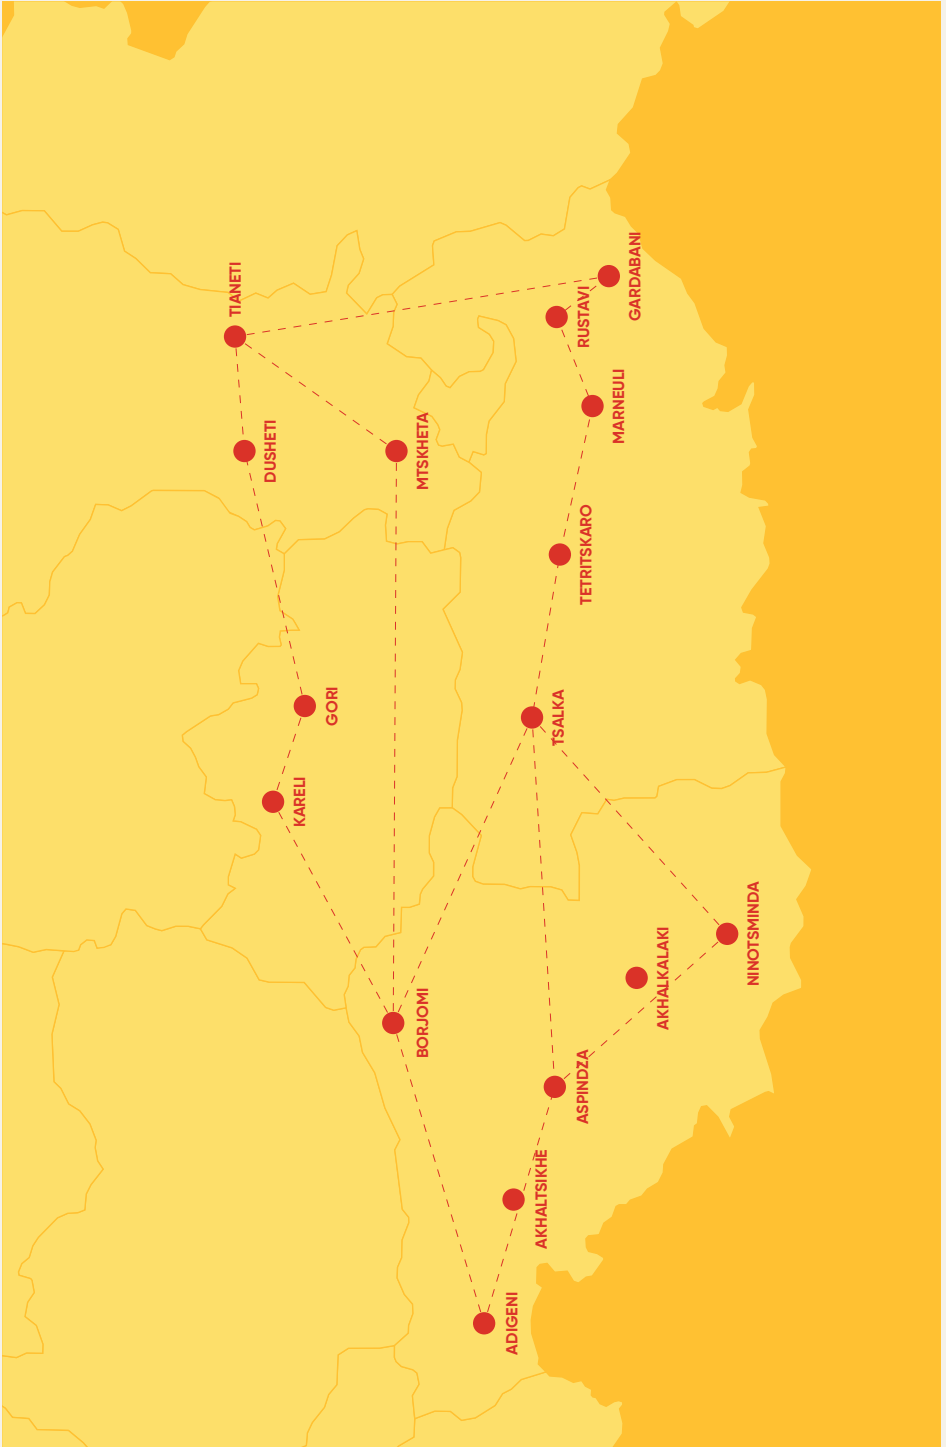 TIANETI
GARDABANI
RUSTAVI
MARNEULI
DUSHETI
MTSKHETA
TETRITSKARO
GORI
TSALKA
KARELI
NINOTSMINDA
AKHALKALAKI
BORJOMI
ASPINDZA
AKHALTSIKHE
ADIGENI